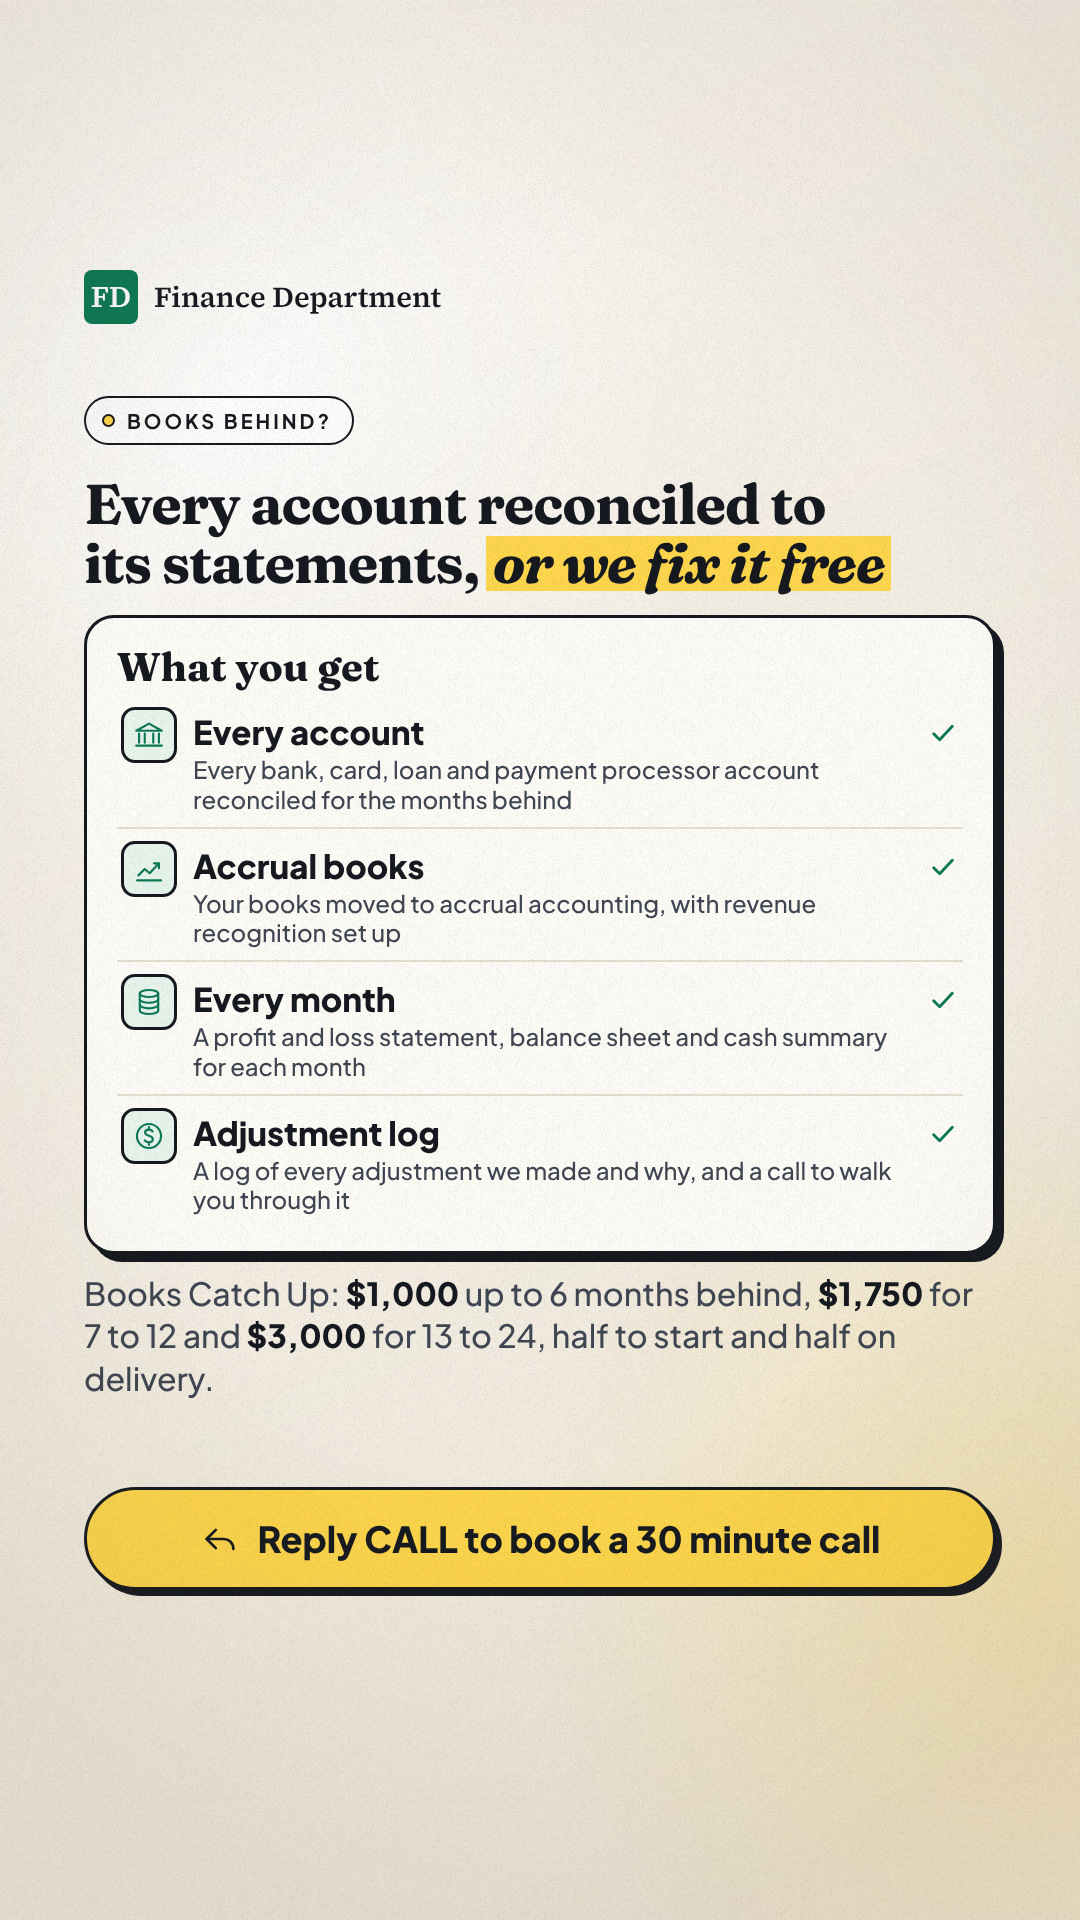 FD Finance Department
BOOKS BEHIND?
Every account reconciled to
its statements, or we fix it free
What you get
Every account
Every bank, card, loan and payment processor account
reconciled for the months behind
Accrual books
Your books moved to accrual accounting, with revenue
recognition set up
Every month
A profit and loss statement, balance sheet and cash summary
for each month
Adjustment log
A log of every adjustment we made and why, and a call to walk
you through it
Books Catch Up: $1,000 up to 6 months behind, $1,750 for
7 to 12 and $3,000 for 13 to 24, half to start and half on
delivery.
Reply CALL to book a 30 minute call